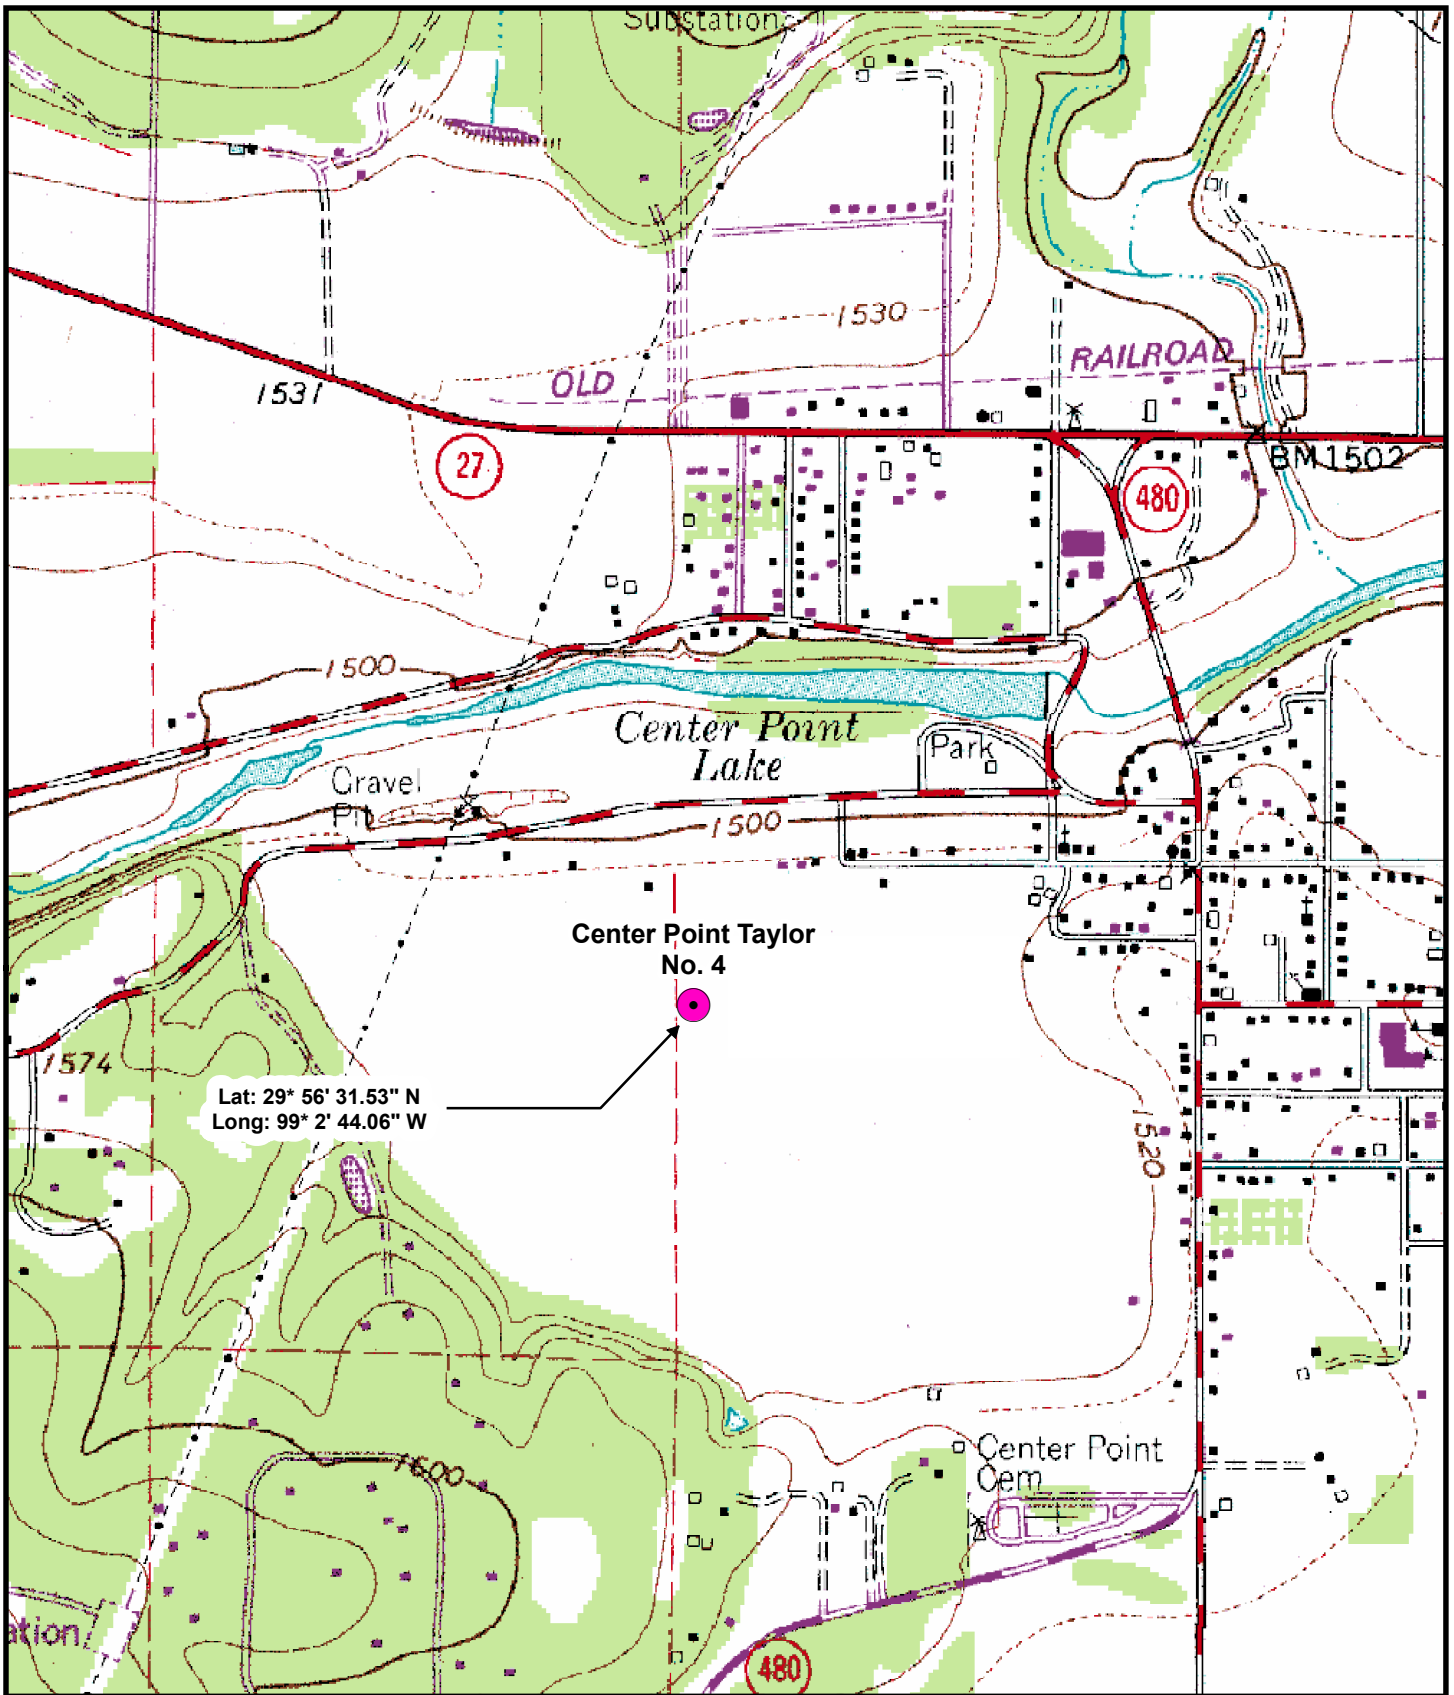 Substation
1530
RAILROAD
OLD
1531
27
BM1502
480
1500
Center Point
Lake
Park
Gravel
Pit
1500
Center Point Taylor
No. 4
1574
Lat: 29* 56' 31.53" N
Long: 99* 2' 44.06" W
1520
Center Point
Cem
1600
ation
480